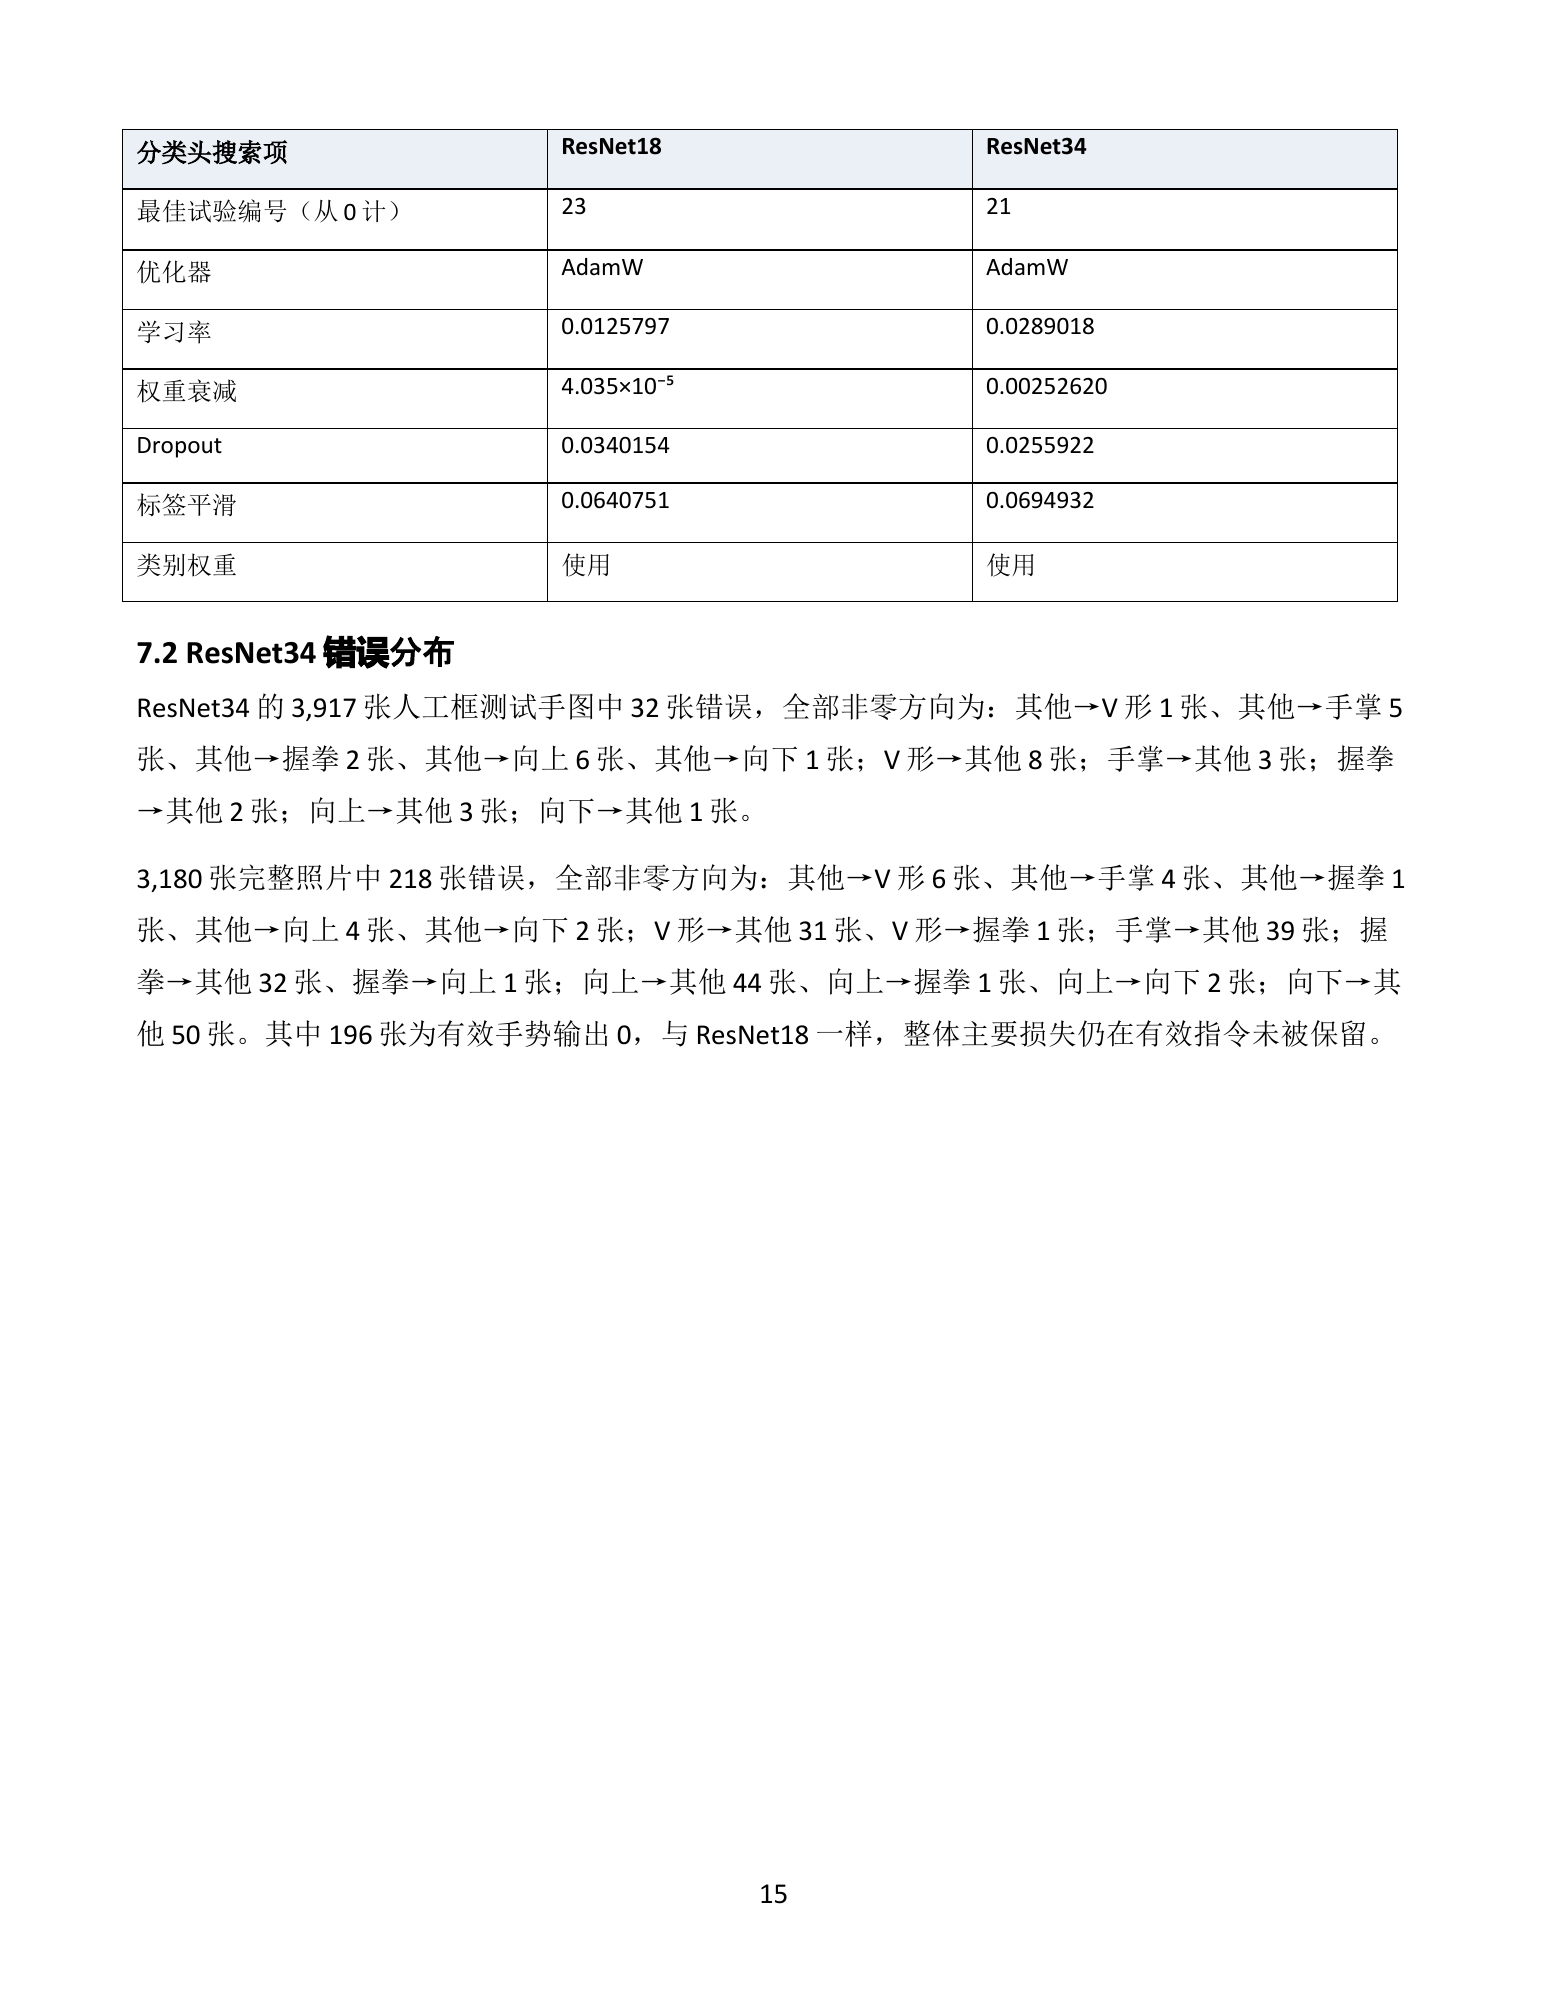 分类头搜索项 ResNet18 ResNet34
最佳试验编号（从 0 计） 23 21
优化器 AdamW AdamW
学习率 0.0125797 0.0289018
权重衰减 4.035×10⁻⁵ 0.00252620
Dropout 0.0340154 0.0255922
标签平滑 0.0640751 0.0694932
类别权重 使用 使用
7.2 ResNet34 错误分布
ResNet34 的 3,917 张人工框测试手图中 32 张错误，全部非零方向为：其他→V 形 1 张、其他→手掌 5
张、其他→握拳 2 张、其他→向上 6 张、其他→向下 1 张；V 形→其他 8 张；手掌→其他 3 张；握拳
→其他 2 张；向上→其他 3 张；向下→其他 1 张。
3,180 张完整照片中 218 张错误，全部非零方向为：其他→V 形 6 张、其他→手掌 4 张、其他→握拳 1
张、其他→向上 4 张、其他→向下 2 张；V 形→其他 31 张、V 形→握拳 1 张；手掌→其他 39 张；握
拳→其他 32 张、握拳→向上 1 张；向上→其他 44 张、向上→握拳 1 张、向上→向下 2 张；向下→其
他 50 张。其中 196 张为有效手势输出 0，与 ResNet18 一样，整体主要损失仍在有效指令未被保留。
15